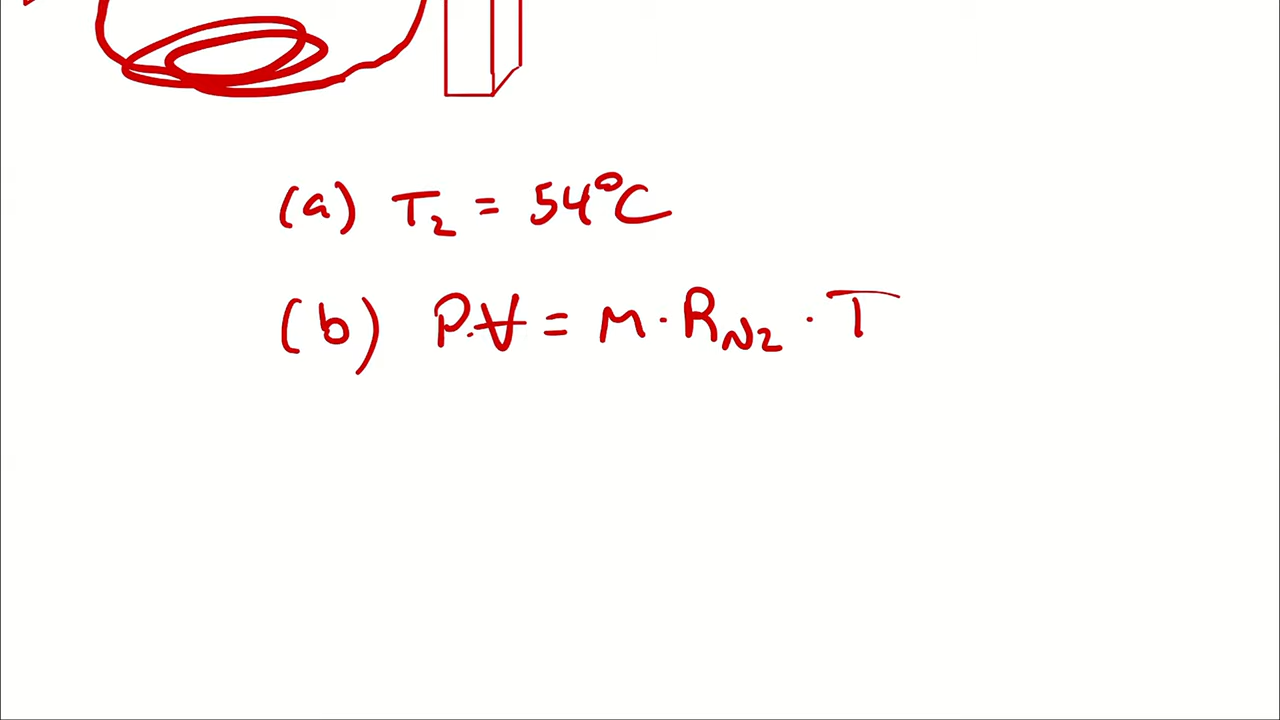 (a) T₂ = 54°C
(b) P.V = m · R_N2 · T